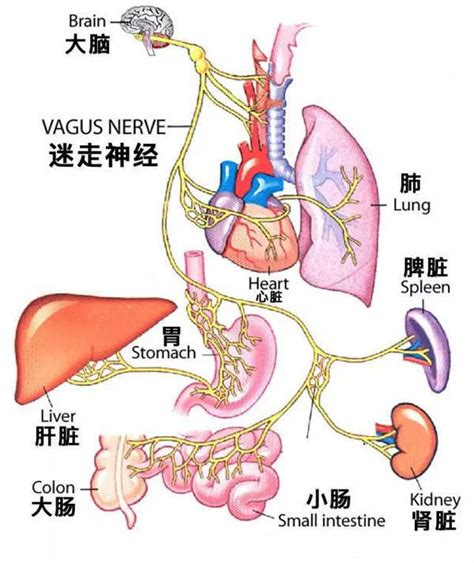 Brain
大脑
VAGUS NERVE
迷走神经
肺
Lung
Heart
心脏
脾脏
Spleen
胃
Stomach
Liver
肝脏
Colon
大肠
小肠
Small intestine
Kidney
肾脏